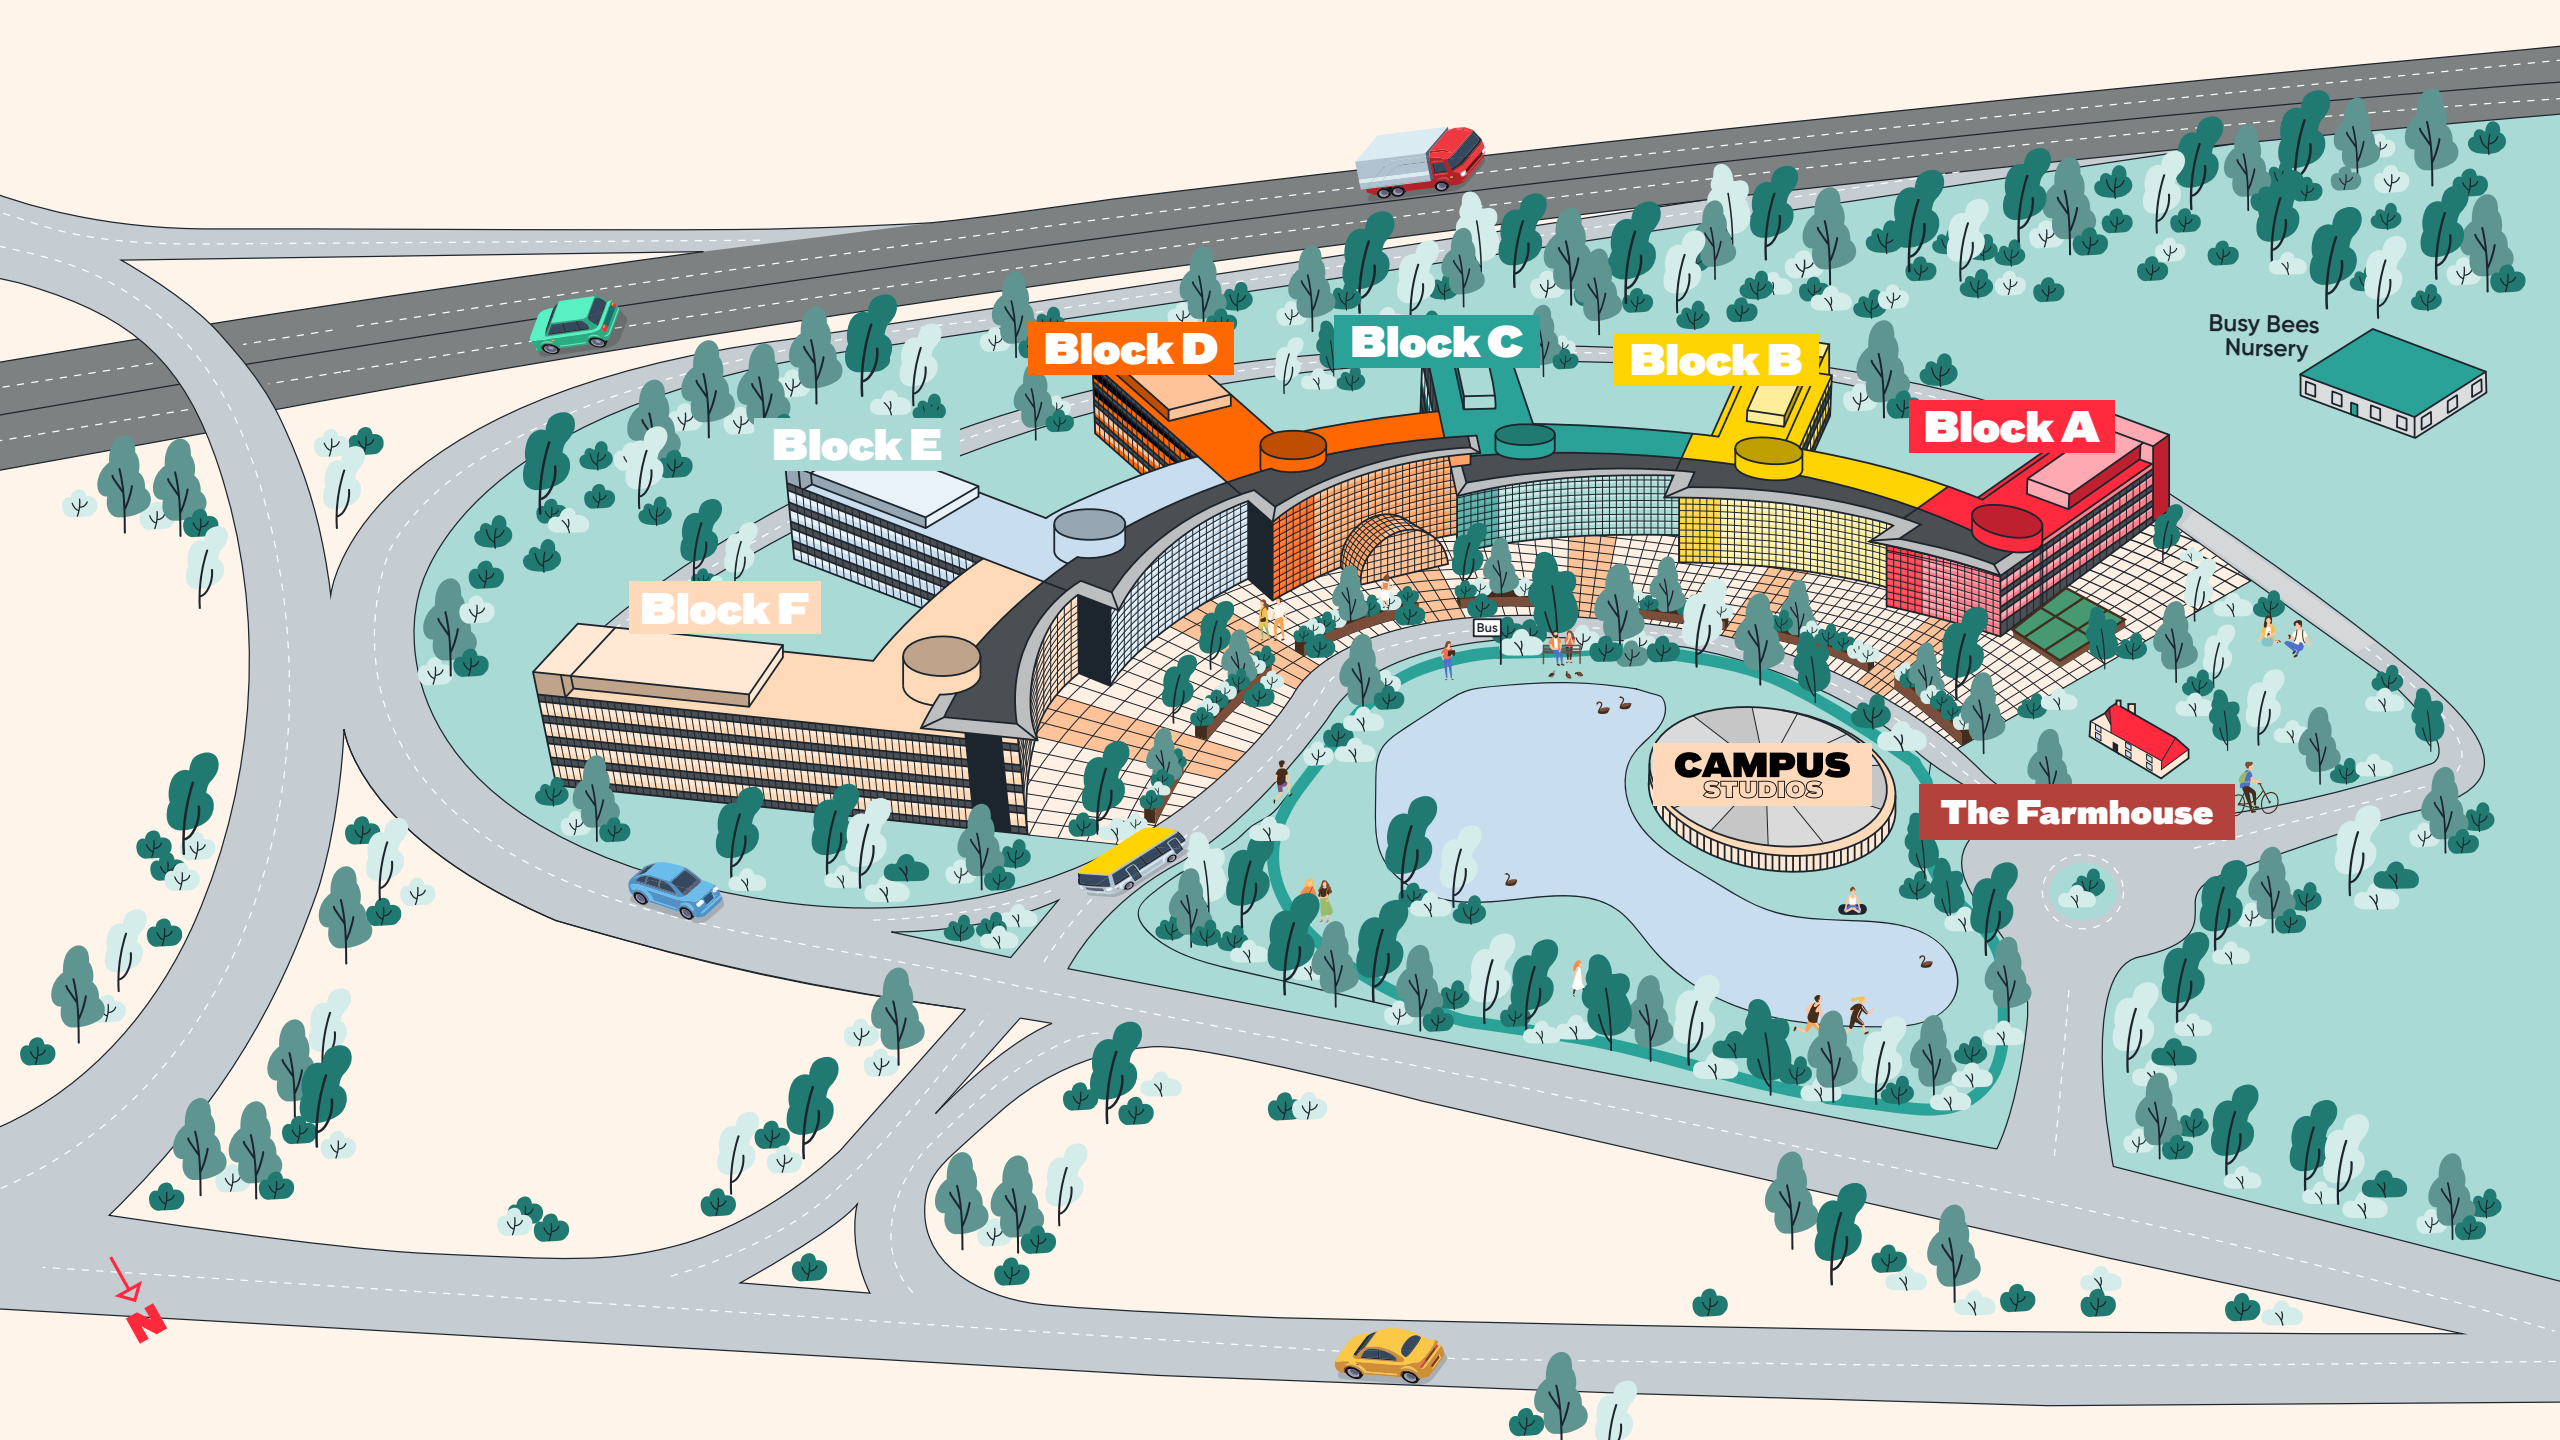 Busy Bees
Nursery
Block D
Block C
Block B
Block A
Block E
Block F
Bus
CAMPUS
STUDIOS
The Farmhouse
N